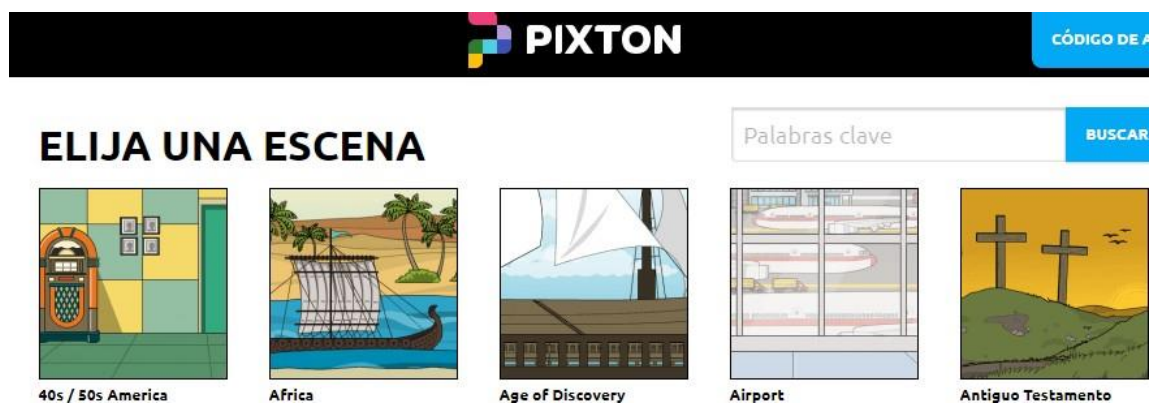 PIXTON
CÓDIGO DE A
ELIJA UNA ESCENA
Palabras clave
BUSCAR
40s / 50s America
Africa
Age of Discovery
Airport
Antiguo Testamento